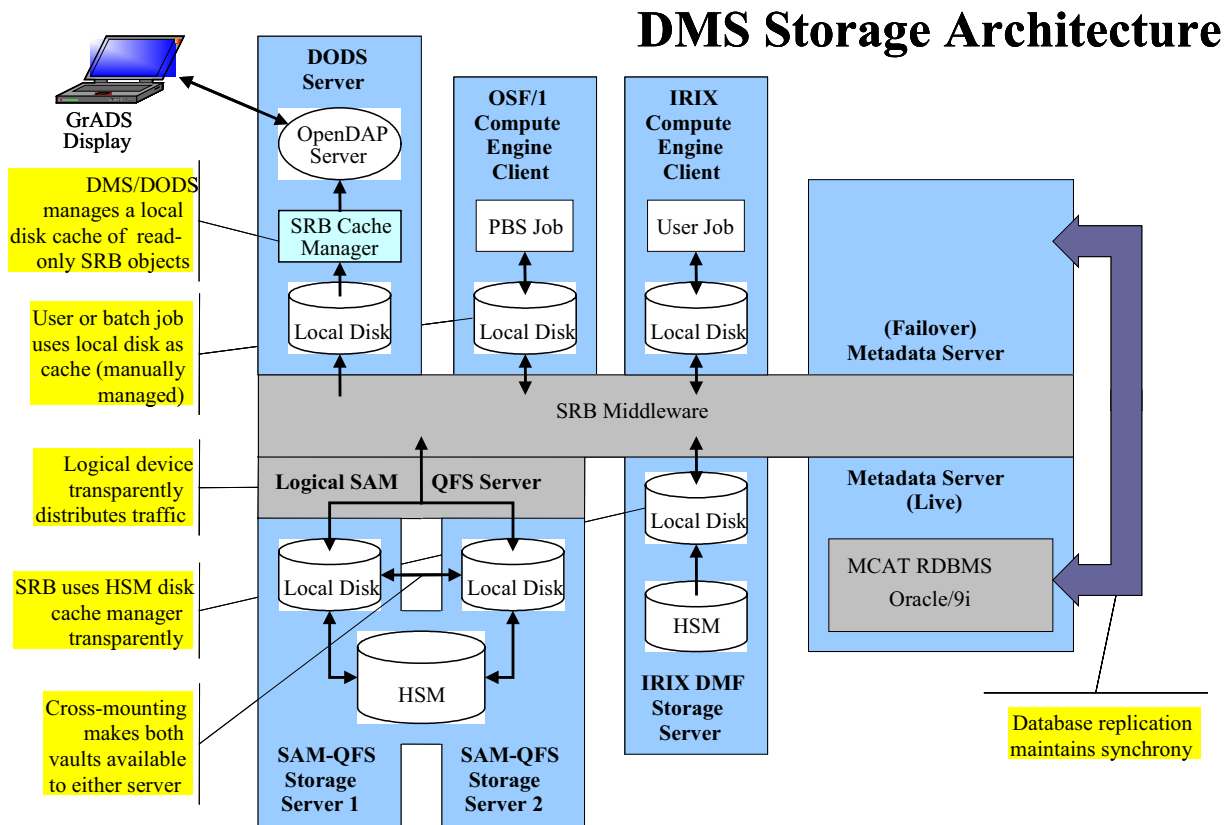 DMS Storage Architecture
GrADS
Display
DODS
Server
OpenDAP
Server
SRB Cache
Manager
Local Disk
OSF/1
Compute
Engine
Client
PBS Job
Local Disk
IRIX
Compute
Engine
Client
User Job
Local Disk
(Failover)
Metadata Server
DMS/DODS
manages a local
disk cache of read-
only SRB objects
User or batch job
uses local disk as
cache (manually
managed)
SRB Middleware
Logical device
transparently
distributes traffic
Logical SAM QFS Server
Local Disk
Local Disk
HSM
SAM-QFS
Storage
Server 1
SAM-QFS
Storage
Server 2
Local Disk
HSM
IRIX DMF
Storage
Server
Metadata Server
(Live)
MCAT RDBMS
Oracle/9i
SRB uses HSM disk
cache manager
transparently
Cross-mounting
makes both
vaults available
to either server
Database replication
maintains synchrony